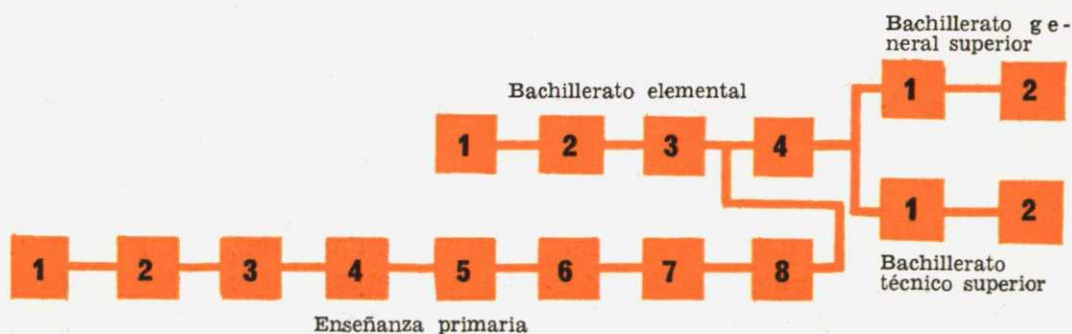 Bachillerato ge-
neral superior
1 2
Bachillerato elemental
1 2 3 4
1 2
Bachillerato
técnico superior
1 2 3 4 5 6 7 8
Enseñanza primaria